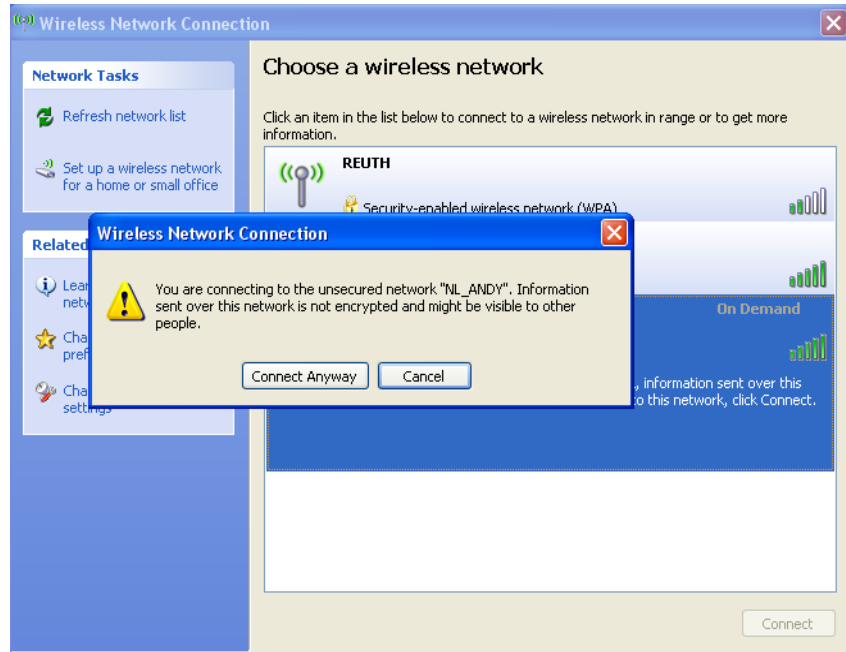 Wireless Network Connection
Network Tasks
Refresh network list
Set up a wireless network
for a home or small office
Related
Choose a wireless network
Click an item in the list below to connect to a wireless network in range or to get more
information.
REUTH
Security-enabled wireless network (WPA)
On Demand
, information sent over this
to this network, click Connect.
Wireless Network Connection
You are connecting to the unsecured network "NL_ANDY". Information
sent over this network is not encrypted and might be visible to other
people.
Connect Anyway
Cancel
settings
Connect